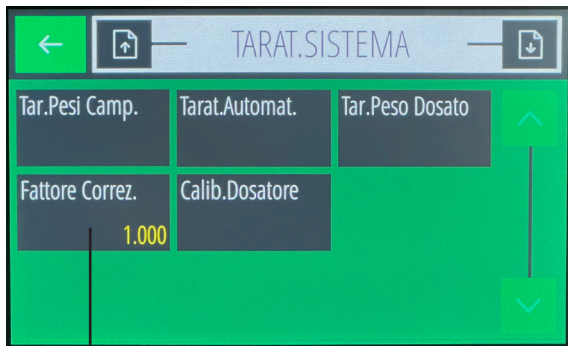 TARAT.SISTEMA
Tar.Pesi Camp.
Tarat.Automat.
Tar.Peso Dosato
Fattore Correz.
1.000
Calib.Dosatore